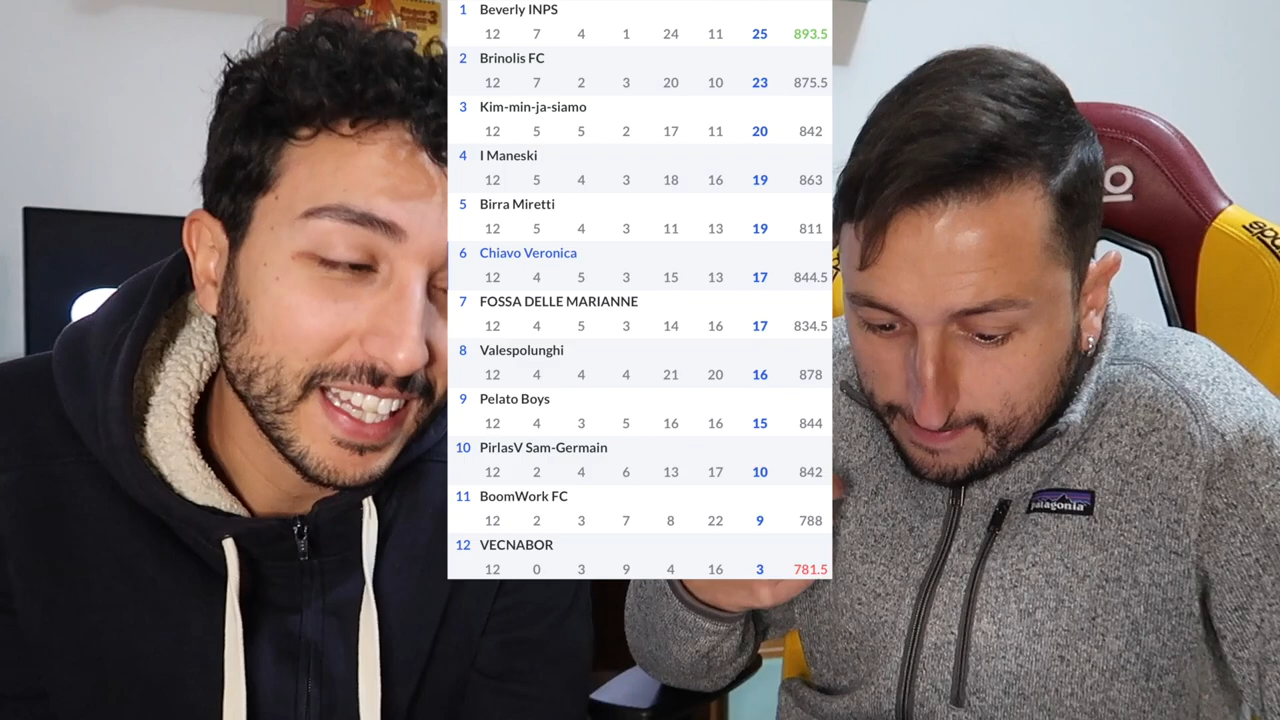 1 Beverly INPS
12 7 4 1 24 11 25 893.5
2 Brinolis FC
12 7 2 3 20 10 23 875.5
3 Kim-min-ja-siamo
12 5 5 2 17 11 20 842
4 I Maneski
12 5 4 3 18 16 19 863
5 Birra Miretti
12 5 4 3 11 13 19 811
6 Chiavo Veronica
12 4 5 3 15 13 17 844.5
7 FOSSA DELLE MARIANNE
12 4 5 3 14 16 17 834.5
8 Valespolunghi
12 4 4 4 21 20 16 878
9 Pelato Boys
12 4 3 5 16 16 15 844
10 PirlasV Sam-Germain
12 2 4 6 13 17 10 842
11 BoomWork FC
12 2 3 7 8 22 9 788
12 VECNABOR
12 0 3 9 4 16 3 781.5
patagonia